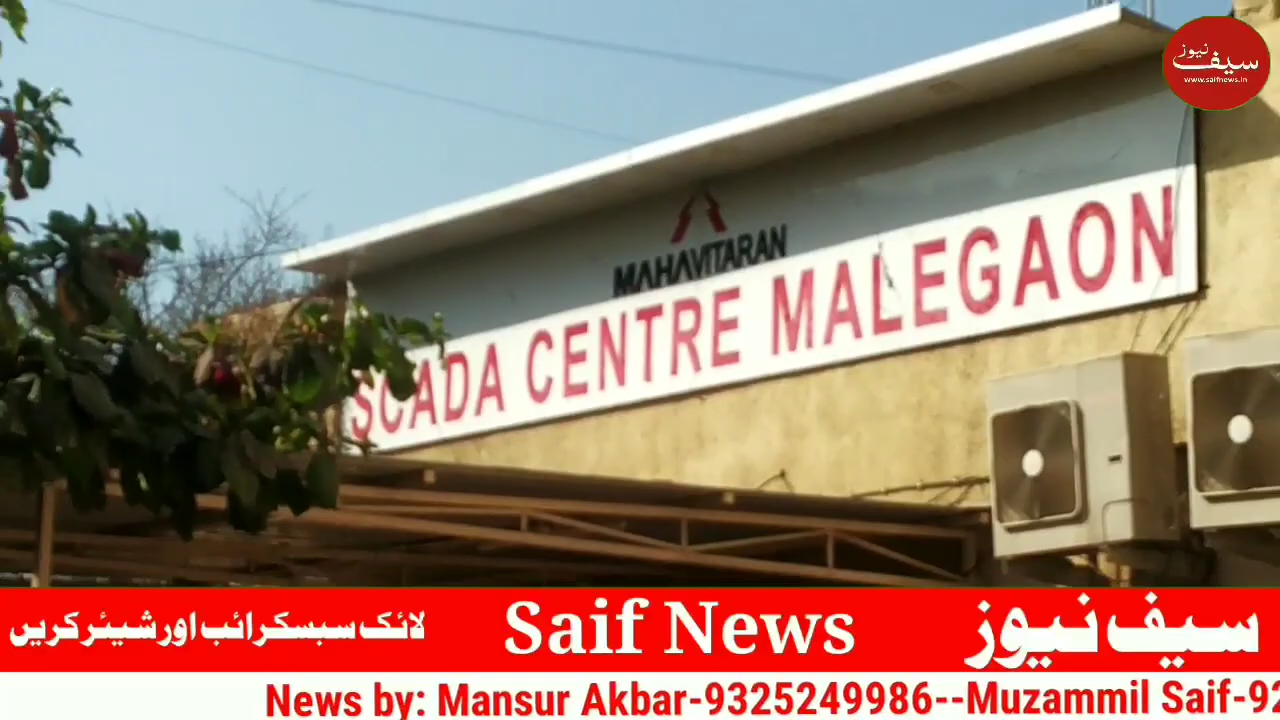 سیف نیوز
www.saifnews.in
MAHAVITARAN
SCADA CENTRE MALEGAON
لائک سبسکرائب اور شیئر کریں
Saif News
سیف نیوز
News by: Mansur Akbar-9325249986--Muzammil Saif-92